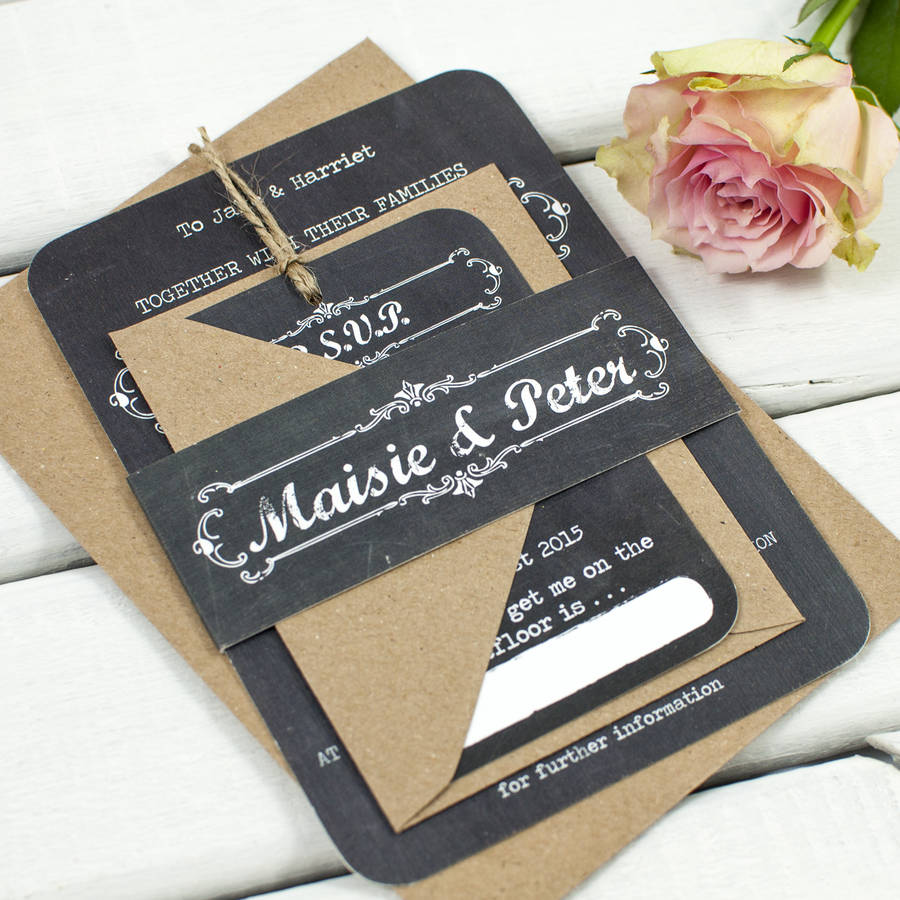 To Ja & Harriet
TOGETHER WI THEIR FAMILIES
S.V.P.
Maisie & Peter
st 2015
get me on the
floor is . . .
ION
AT
for further information